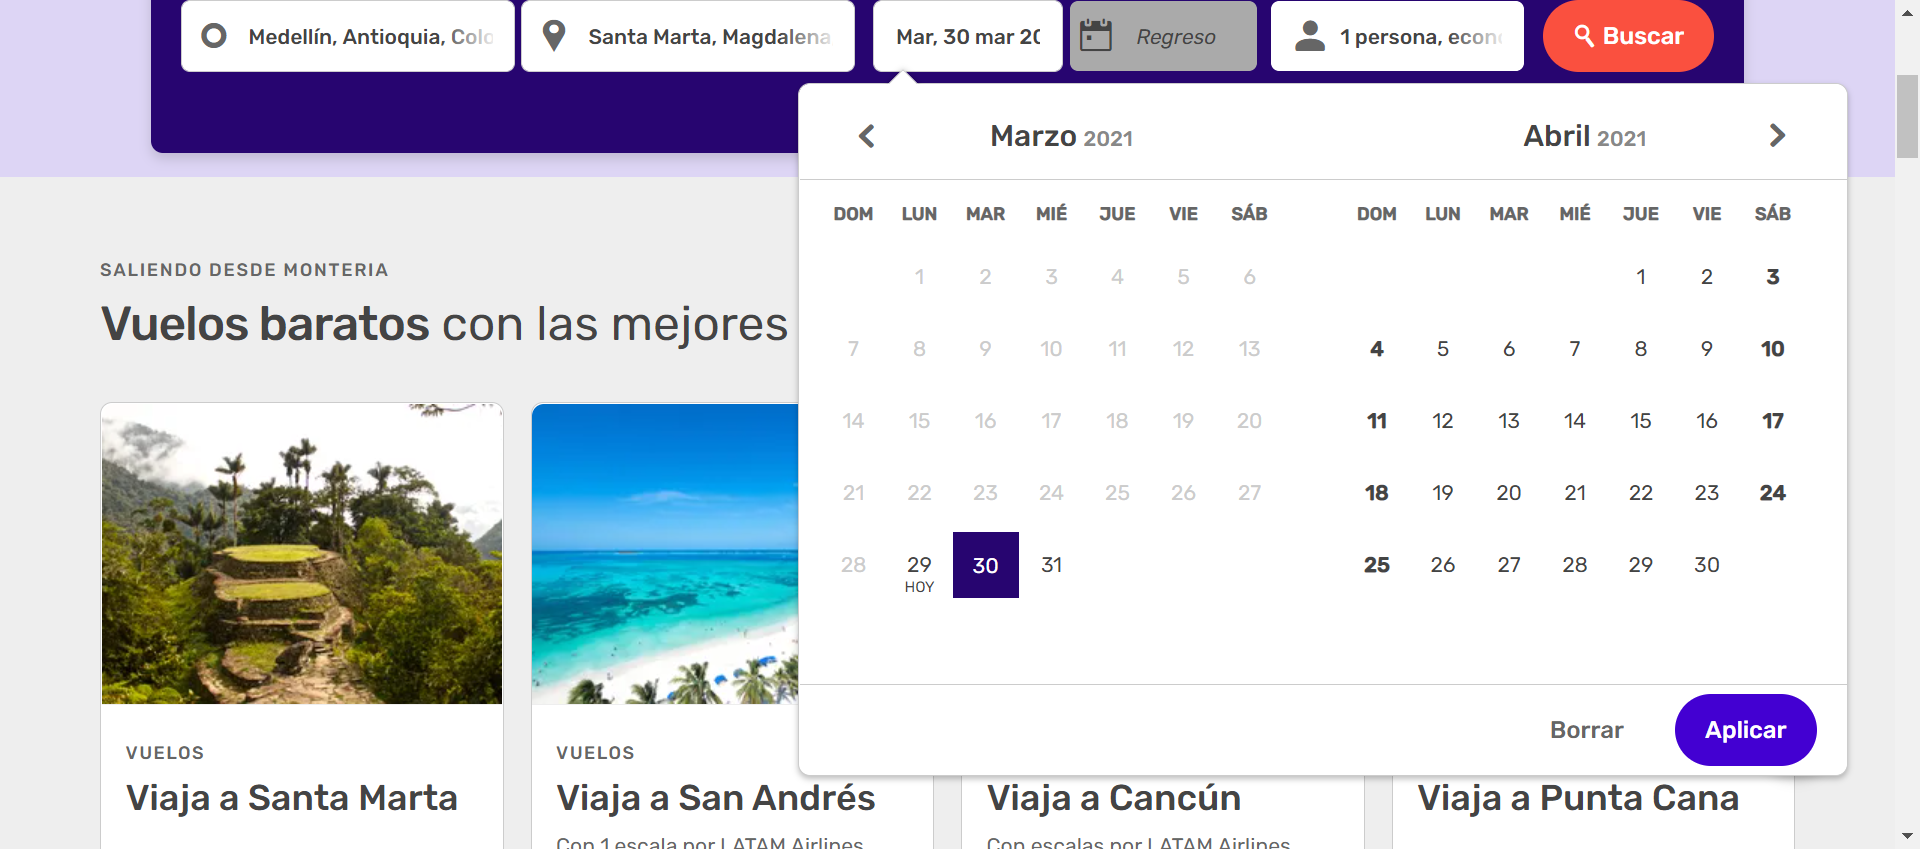 Medellín, Antioquia, Colo
Santa Marta, Magdalena
Mar, 30 mar 20
Regreso
1 persona, econ
Buscar
Marzo 2021
DOM LUN MAR MIÉ JUE VIE SÁB
1 2 3 4 5 6
7 8 9 10 11 12 13
14 15 16 17 18 19 20
21 22 23 24 25 26 27
28 29 30 31
HOY
Abril 2021
DOM LUN MAR MIÉ JUE VIE SÁB
1 2 3
4 5 6 7 8 9 10
11 12 13 14 15 16 17
18 19 20 21 22 23 24
25 26 27 28 29 30
Borrar
Aplicar
SALIENDO DESDE MONTERIA
Vuelos baratos con las mejores
VUELOS
Viaja a Santa Marta
VUELOS
Viaja a San Andrés
Con 1 escala por LATAM Airlines
Viaja a Cancún
Con escalas por LATAM Airlines
Viaja a Punta Cana